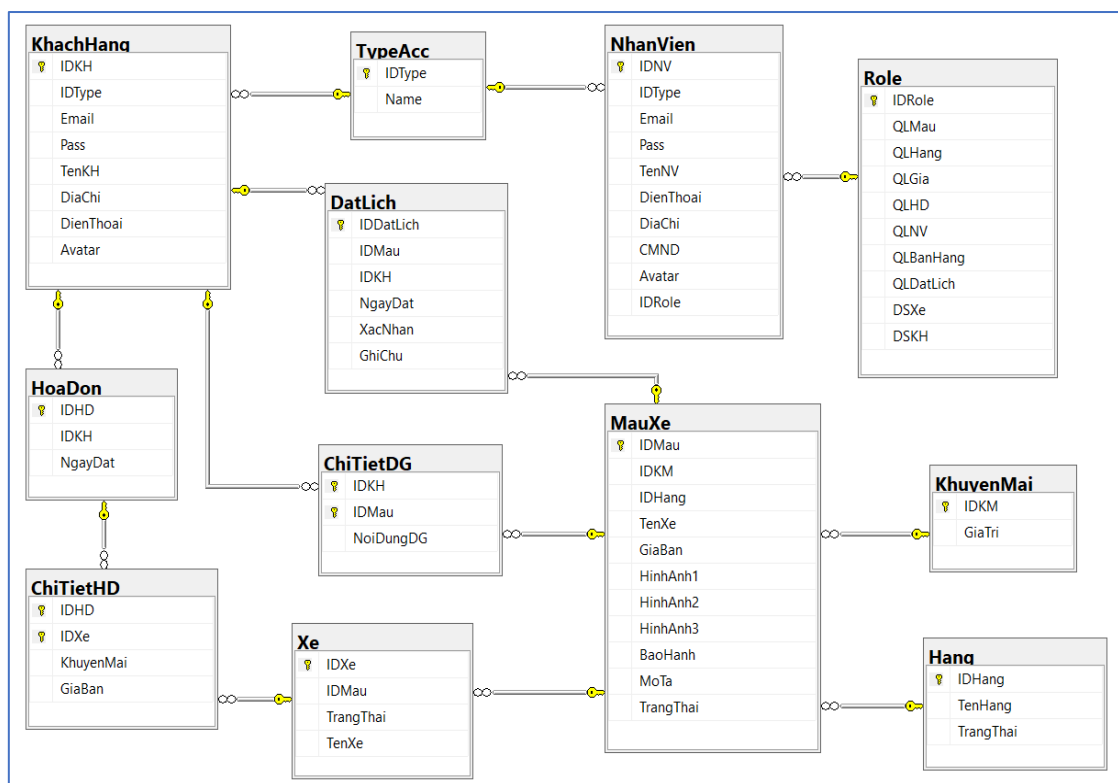 KhachHang
IDKH
IDType
Email
Pass
TenKH
DiaChi
DienThoai
Avatar
TypeAcc
IDType
Name
NhanVien
IDNV
IDType
Email
Pass
TenNV
DienThoai
DiaChi
CMND
Avatar
IDRole
Role
IDRole
QLMau
QLHang
QLGia
QLHD
QLNV
QLBanHang
QLDatLich
DSXe
DSKH
DatLich
IDDatLich
IDMau
IDKH
NgayDat
XacNhan
GhiChu
HoaDon
IDHD
IDKH
NgayDat
ChiTietDG
IDKH
IDMau
NoiDungDG
MauXe
IDMau
IDKM
IDHang
TenXe
GiaBan
HinhAnh1
HinhAnh2
HinhAnh3
BaoHanh
MoTa
TrangThai
KhuyenMai
IDKM
GiaTri
ChiTietHD
IDHD
IDXe
KhuyenMai
GiaBan
Xe
IDXe
IDMau
TrangThai
TenXe
Hang
IDHang
TenHang
TrangThai